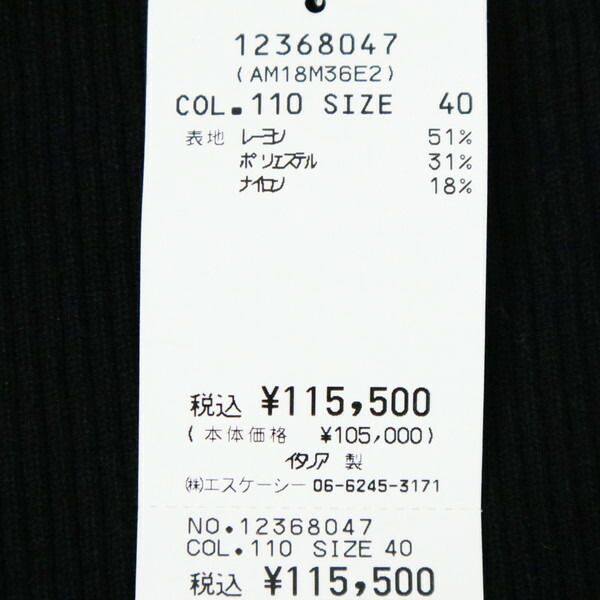 12368047
(AM18M36E2)
COL.110 SIZE 40
表地 レーヨン 51%
ポリエステル 31%
ナイロン 18%
税込 ¥115,500
(本体価格 ¥105,000)
イタリア 製
㈱エスケーシー 06-6245-3171
NO.12368047
COL.110 SIZE 40
税込 ¥115,500